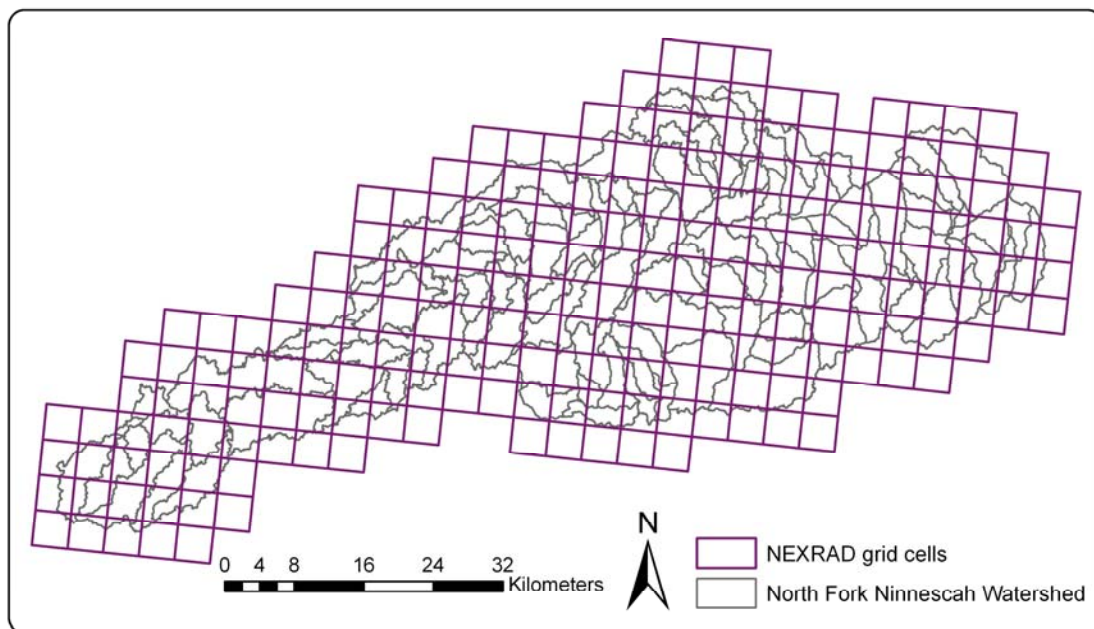 N
NEXRAD grid cells
North Fork Ninnescah Watershed
0 4 8 16 24 32
Kilometers